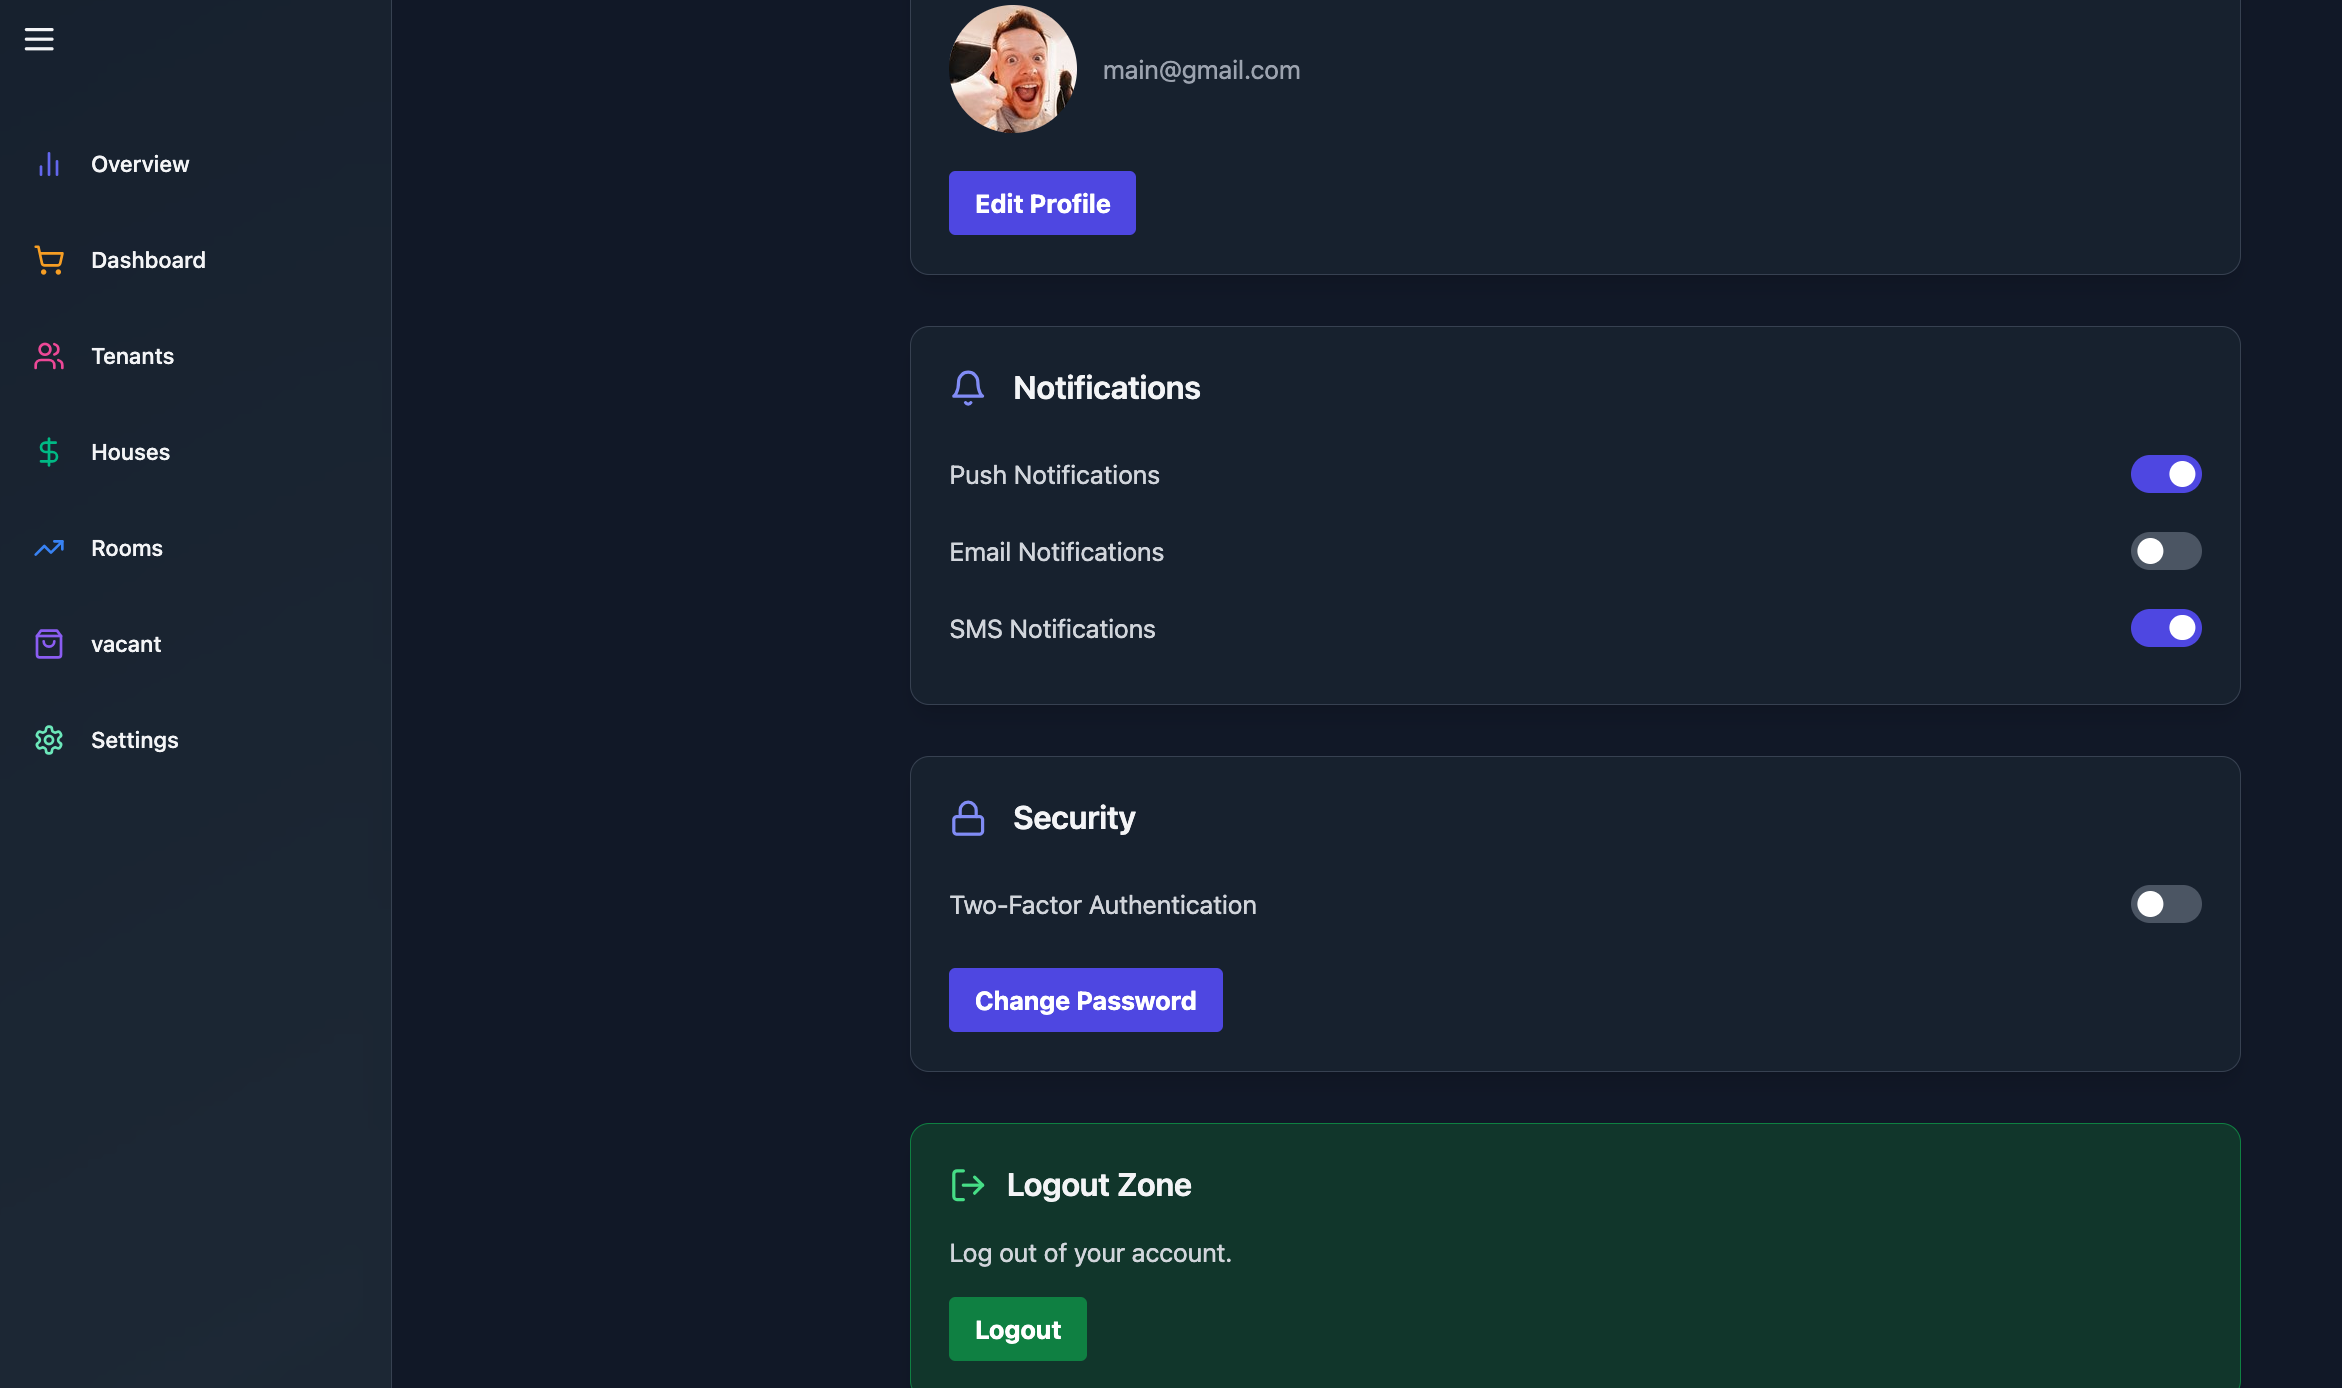 Overview
Dashboard
Tenants
Houses
Rooms
vacant
Settings
main@gmail.com
Edit Profile
Notifications
Push Notifications
Email Notifications
SMS Notifications
Security
Two-Factor Authentication
Change Password
Logout Zone
Log out of your account.
Logout